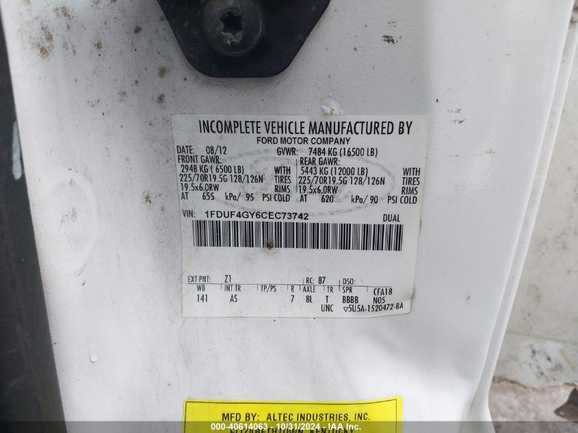 INCOMPLETE VEHICLE MANUFACTURED BY
FORD MOTOR COMPANY
DATE: 08/12 GVWR: 7484 KG (16500 LB)
FRONT GAWR: REAR GAWR:
2948 KG ( 6500 LB) WITH 5443 KG (12000 LB) WITH
225/70R19.5G 128/126N TIRES 225/70R19.5G 128/126N TIRES
19.5x6.0RW RIMS 19.5x6.0RW RIMS
AT 655 kPa/ 95 PSI COLD AT 620 kPa/ 90 PSI COLD
VIN: 1FDUF4GY6CEC73742 DUAL
EXT PNT: Z1 RC: 87 DSO:
WB INT TR TP/PS R AXLE TR SPR CFA18
141 AS 7 8L T BBBB N05
UNC ▽5U5A-1520472-BA
MFD BY: ALTEC INDUSTRIES, INC.
000-40614063 - 10/31/2024 - IAA Inc.